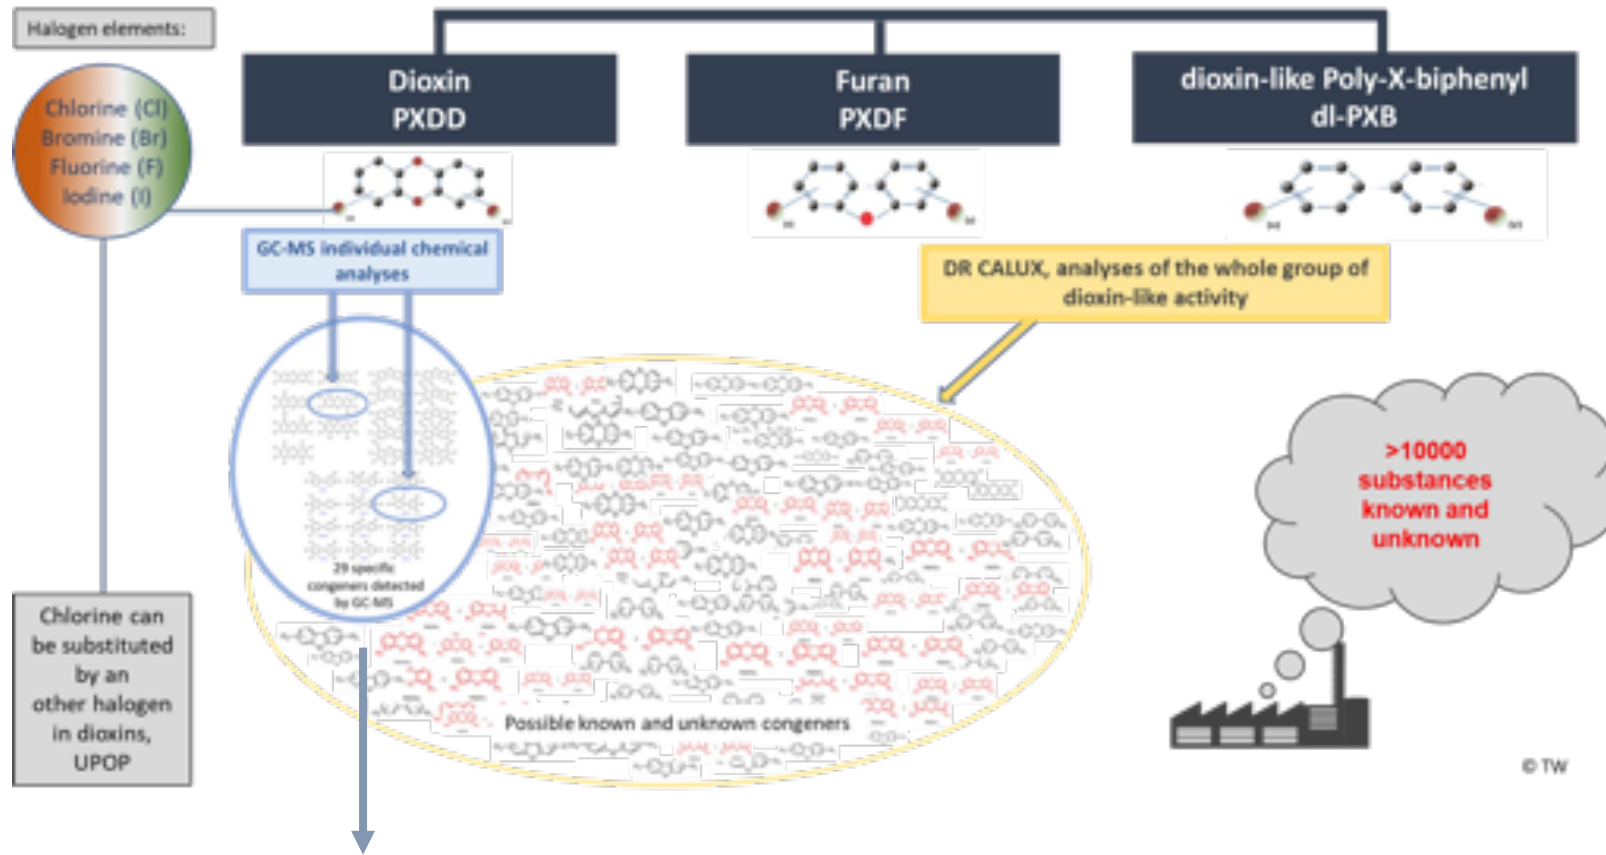 Halogen elements:
Chlorine (Cl)
Bromine (Br)
Fluorine (F)
Iodine (I)
Dioxin
PXDD
Furan
PXDF
dioxin-like Poly-X-biphenyl
dl-PXB
GC-MS individual chemical
analyses
DR CALUX, analyses of the whole group of
dioxin-like activity
29 specific
congeners detected
by GC-MS
Possible known and unknown congeners
>10000
substances
known and
unknown
Chlorine can
be substituted
by an
other halogen
in dioxins,
UPOP
© TW